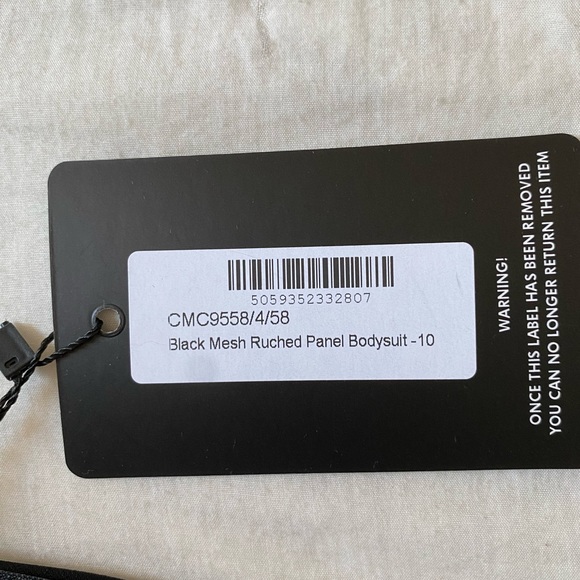 5059352332807
CMC9558/4/58
Black Mesh Ruched Panel Bodysuit -10
WARNING!
ONCE THIS LABEL HAS BEEN REMOVED
YOU CAN NO LONGER RETURN THIS ITEM